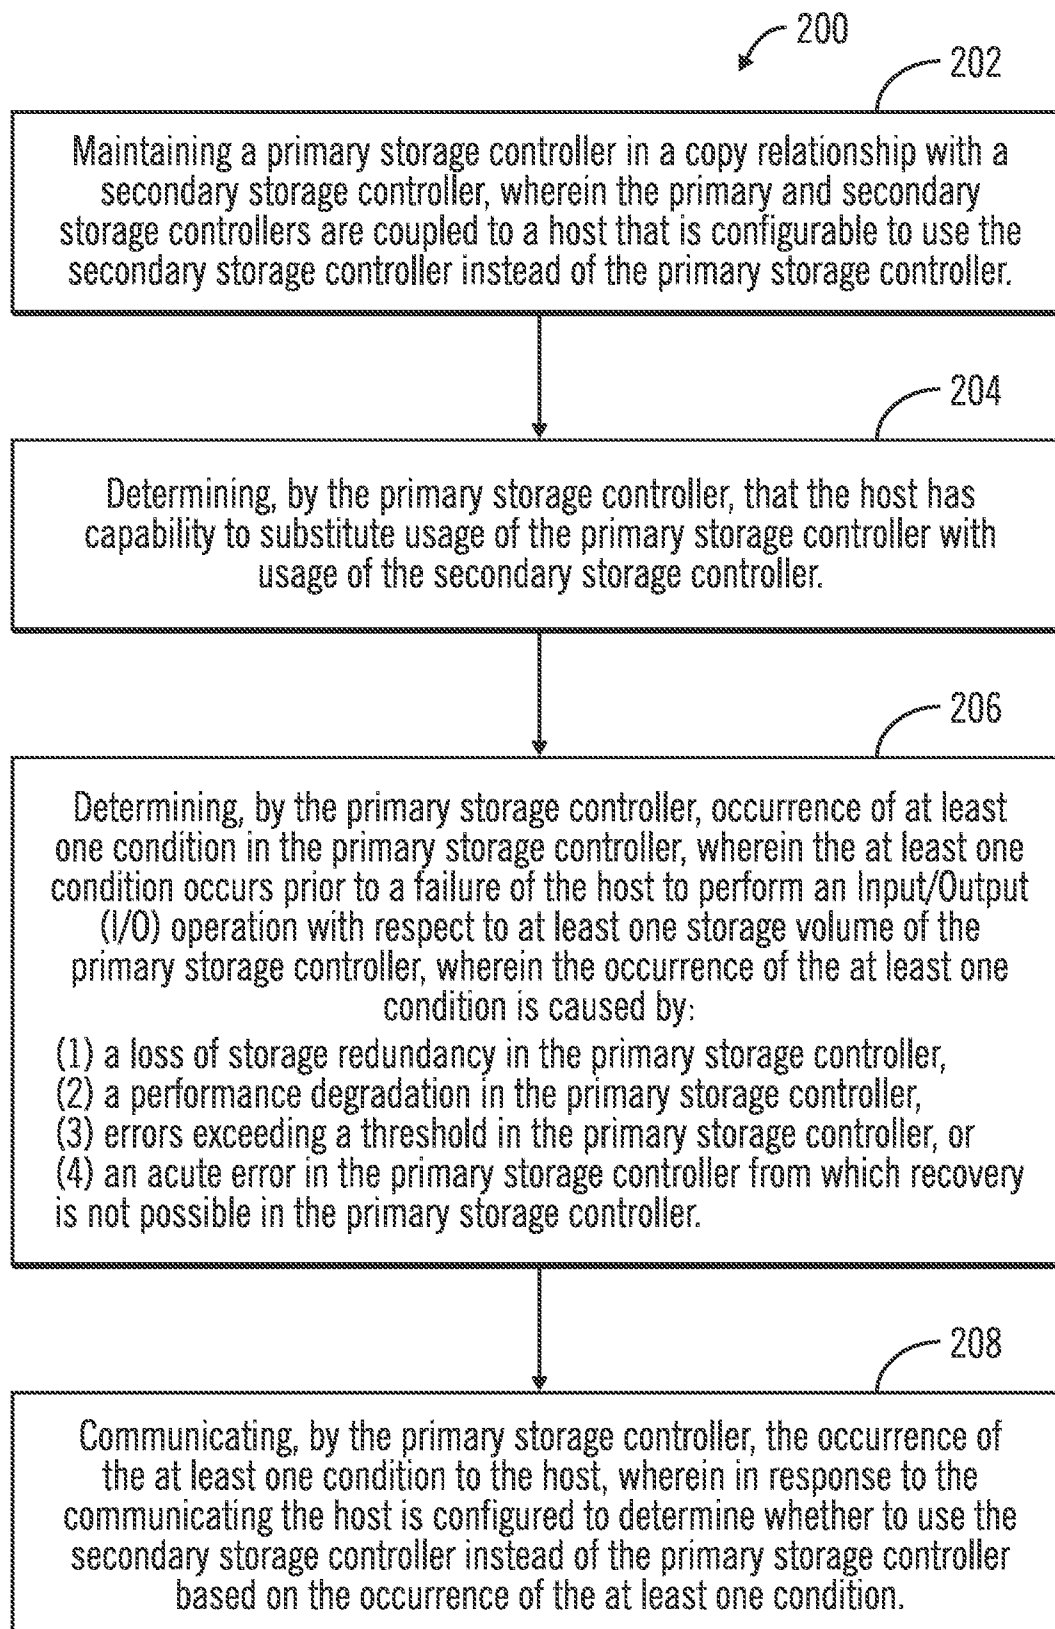 200
202
Maintaining a primary storage controller in a copy relationship with a
secondary storage controller, wherein the primary and secondary
storage controllers are coupled to a host that is configurable to use the
secondary storage controller instead of the primary storage controller.
204
Determining, by the primary storage controller, that the host has
capability to substitute usage of the primary storage controller with
usage of the secondary storage controller.
206
Determining, by the primary storage controller, occurrence of at least
one condition in the primary storage controller, wherein the at least one
condition occurs prior to a failure of the host to perform an Input/Output
(I/O) operation with respect to at least one storage volume of the
primary storage controller, wherein the occurrence of the at least one
condition is caused by:
(1) a loss of storage redundancy in the primary storage controller,
(2) a performance degradation in the primary storage controller,
(3) errors exceeding a threshold in the primary storage controller, or
(4) an acute error in the primary storage controller from which recovery
is not possible in the primary storage controller.
208
Communicating, by the primary storage controller, the occurrence of
the at least one condition to the host, wherein in response to the
communicating the host is configured to determine whether to use the
secondary storage controller instead of the primary storage controller
based on the occurrence of the at least one condition.